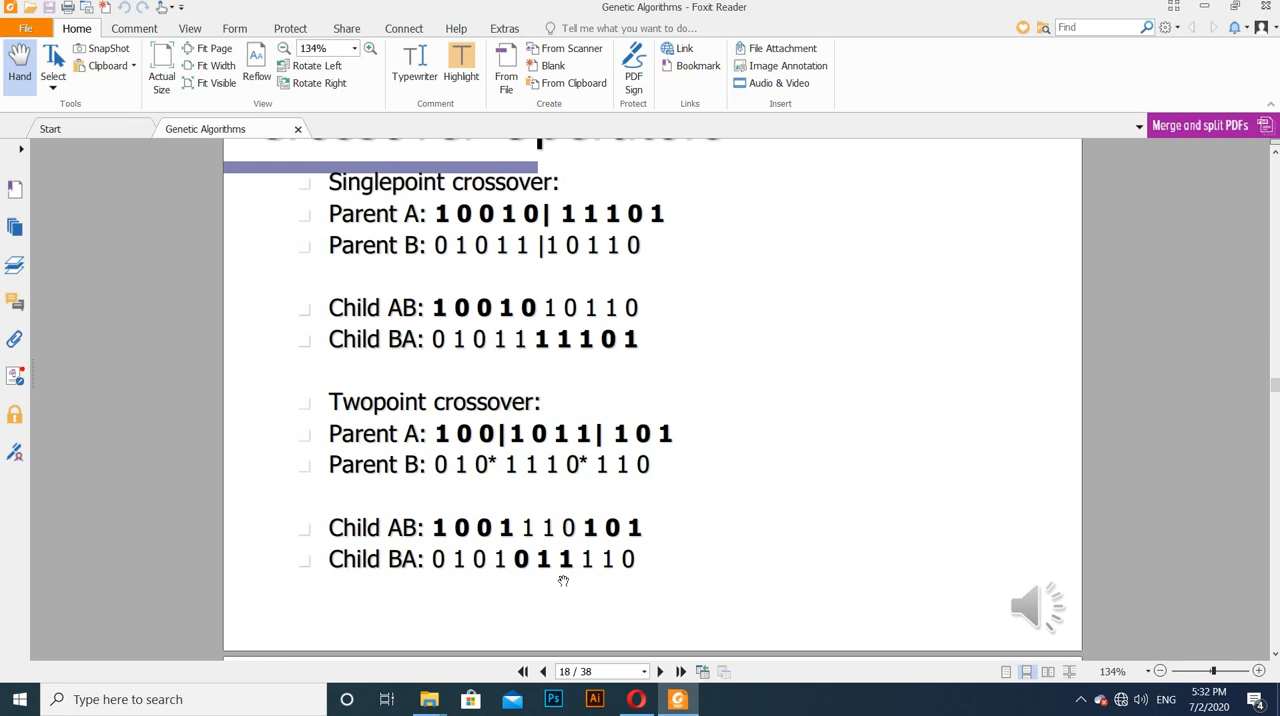 Genetic Algorithms - Foxit Reader
File Home Comment View Form Protect Share Connect Help Extras Tell me what you want to do... Find
Hand
Select
SnapShot
Clipboard
Tools
Actual Size
Fit Page
Fit Width
Fit Visible
Reflow
134%
Rotate Left
Rotate Right
View
Typewriter
Highlight
Comment
From File
From Scanner
Blank
From Clipboard
Create
PDF Sign
Protect
Link
Bookmark
Links
File Attachment
Image Annotation
Audio & Video
Insert
Start Genetic Algorithms Merge and split PDFs
Singlepoint crossover:
Parent A: 1 0 0 1 0| 1 1 1 0 1
Parent B: 0 1 0 1 1 |1 0 1 1 0
Child AB: 1 0 0 1 0 1 0 1 1 0
Child BA: 0 1 0 1 1 1 1 1 0 1
Twopoint crossover:
Parent A: 1 0 0|1 0 1 1| 1 0 1
Parent B: 0 1 0* 1 1 1 0* 1 1 0
Child AB: 1 0 0 1 1 1 0 1 0 1
Child BA: 0 1 0 1 0 1 1 1 1 0
18 / 38
134%
Type here to search
Ps Ai
ENG
5:32 PM
7/2/2020
4